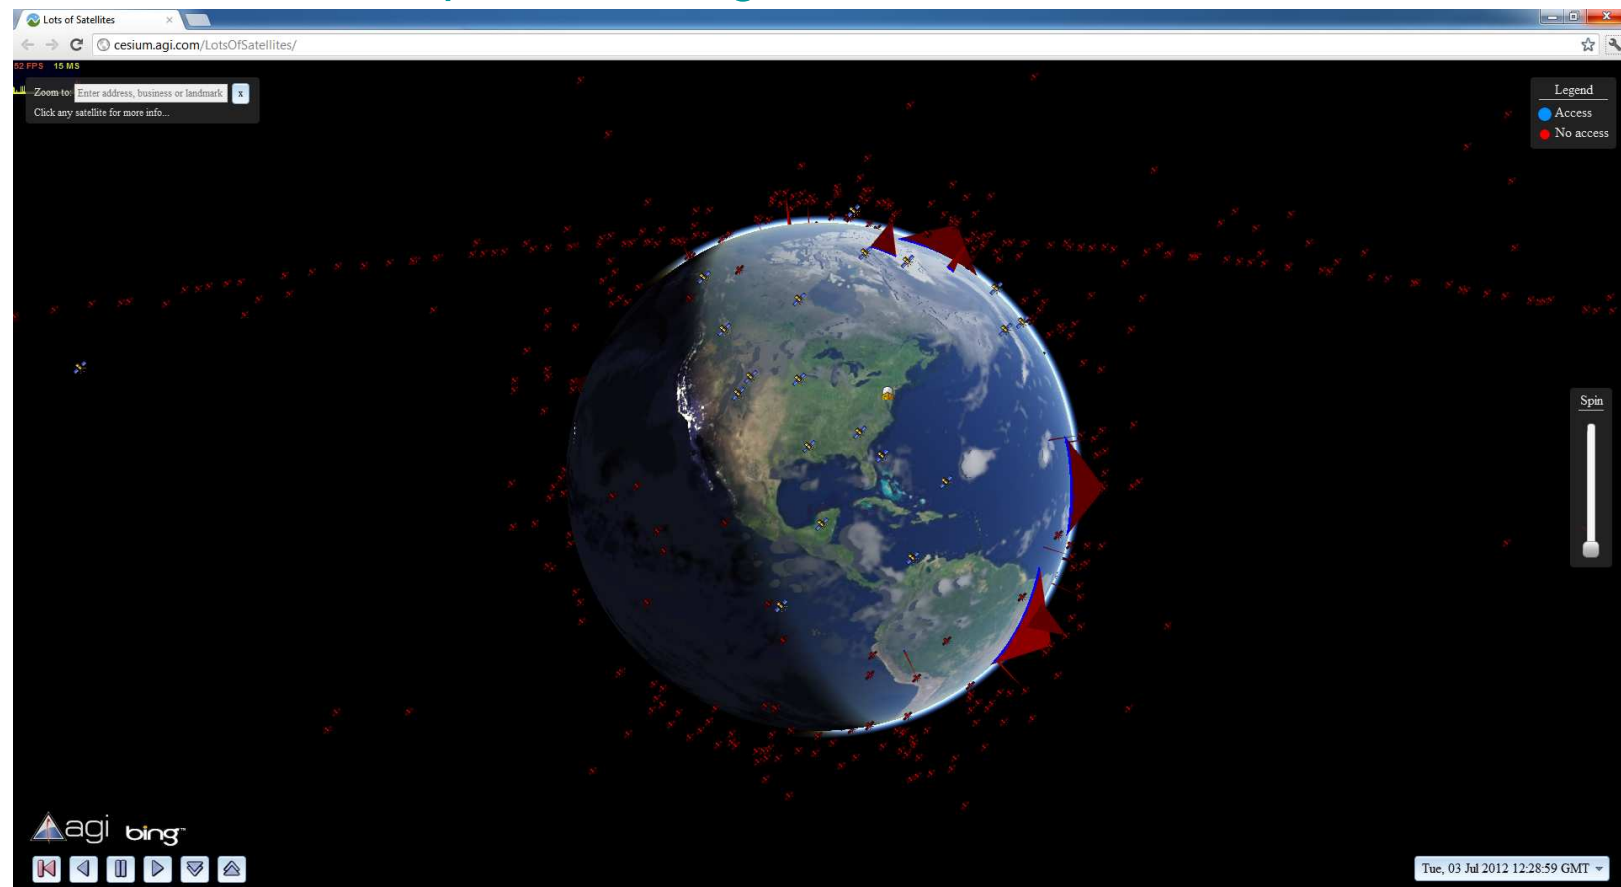 Lots of Satellites
cesium.agi.com/LotsOfSatellites/
52 FPS 15 MS
Zoom to: Enter address, business or landmark x
Click any satellite for more info...
Legend
Access
No access
Spin
agi bing™
Tue, 03 Jul 2012 12:28:59 GMT